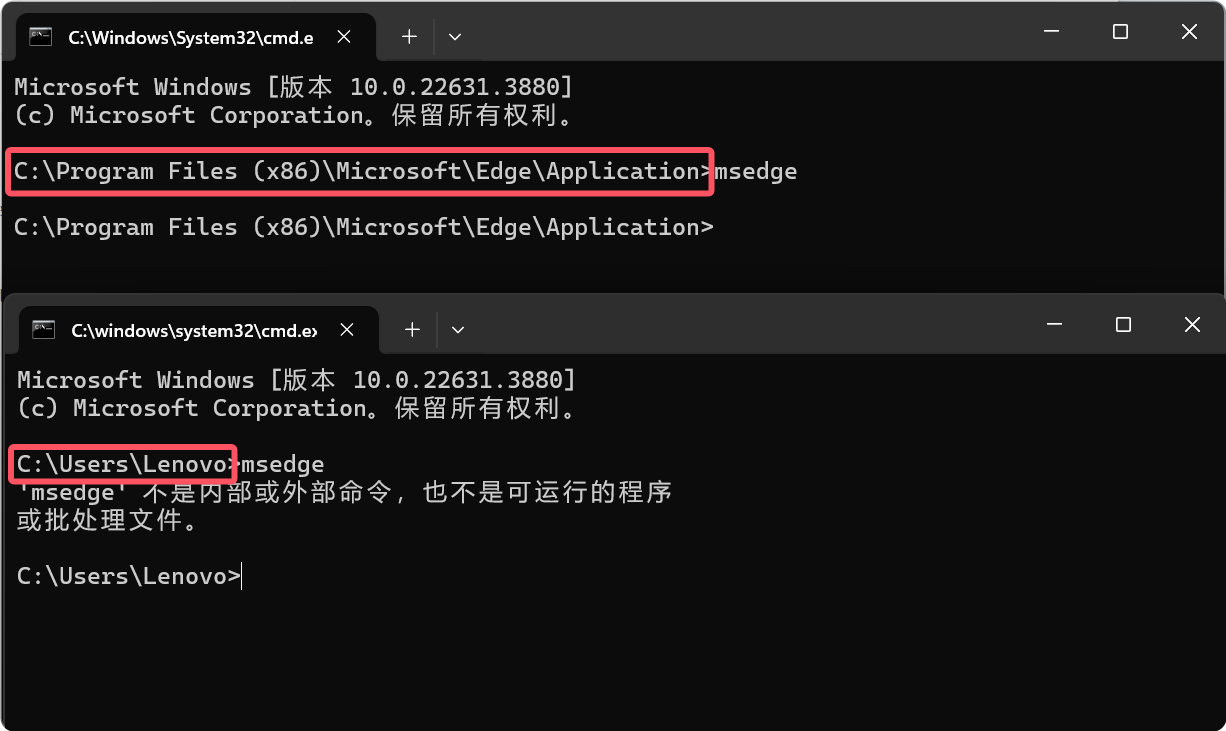 C:\Windows\System32\cmd.e
Microsoft Windows [版本 10.0.22631.3880]
(c) Microsoft Corporation。保留所有权利。
C:\Program Files (x86)\Microsoft\Edge\Application>msedge
C:\Program Files (x86)\Microsoft\Edge\Application>
C:\windows\system32\cmd.ex
Microsoft Windows [版本 10.0.22631.3880]
(c) Microsoft Corporation。保留所有权利。
C:\Users\Lenovo>msedge
'msedge' 不是内部或外部命令，也不是可运行的程序
或批处理文件。
C:\Users\Lenovo>